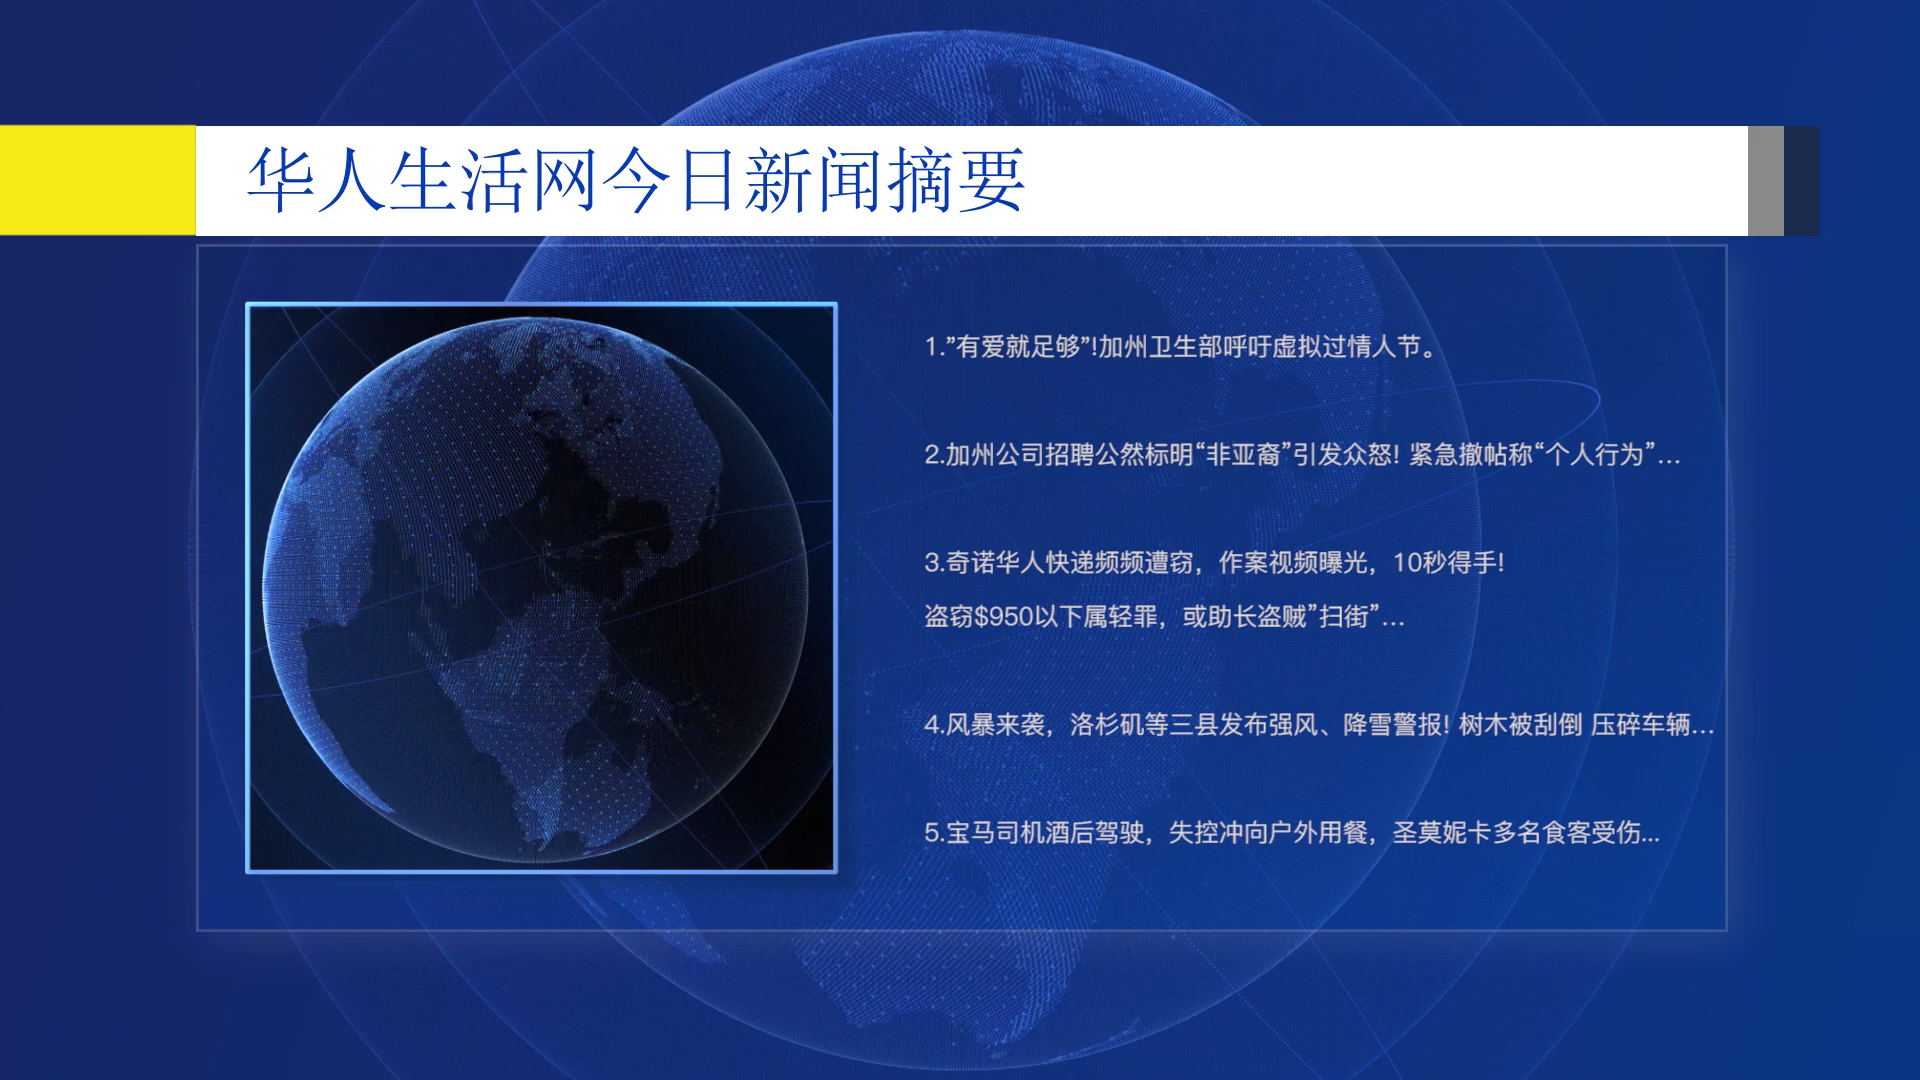 华人生活网今日新闻摘要
1.”有爱就足够”!加州卫生部呼吁虚拟过情人节。
2.加州公司招聘公然标明“非亚裔”引发众怒! 紧急撤帖称“个人行为”…
3.奇诺华人快递频频遭窃，作案视频曝光，10秒得手!
盗窃$950以下属轻罪，或助长盗贼”扫街”…
4.风暴来袭，洛杉矶等三县发布强风、降雪警报! 树木被刮倒 压碎车辆…
5.宝马司机酒后驾驶，失控冲向户外用餐，圣莫妮卡多名食客受伤...